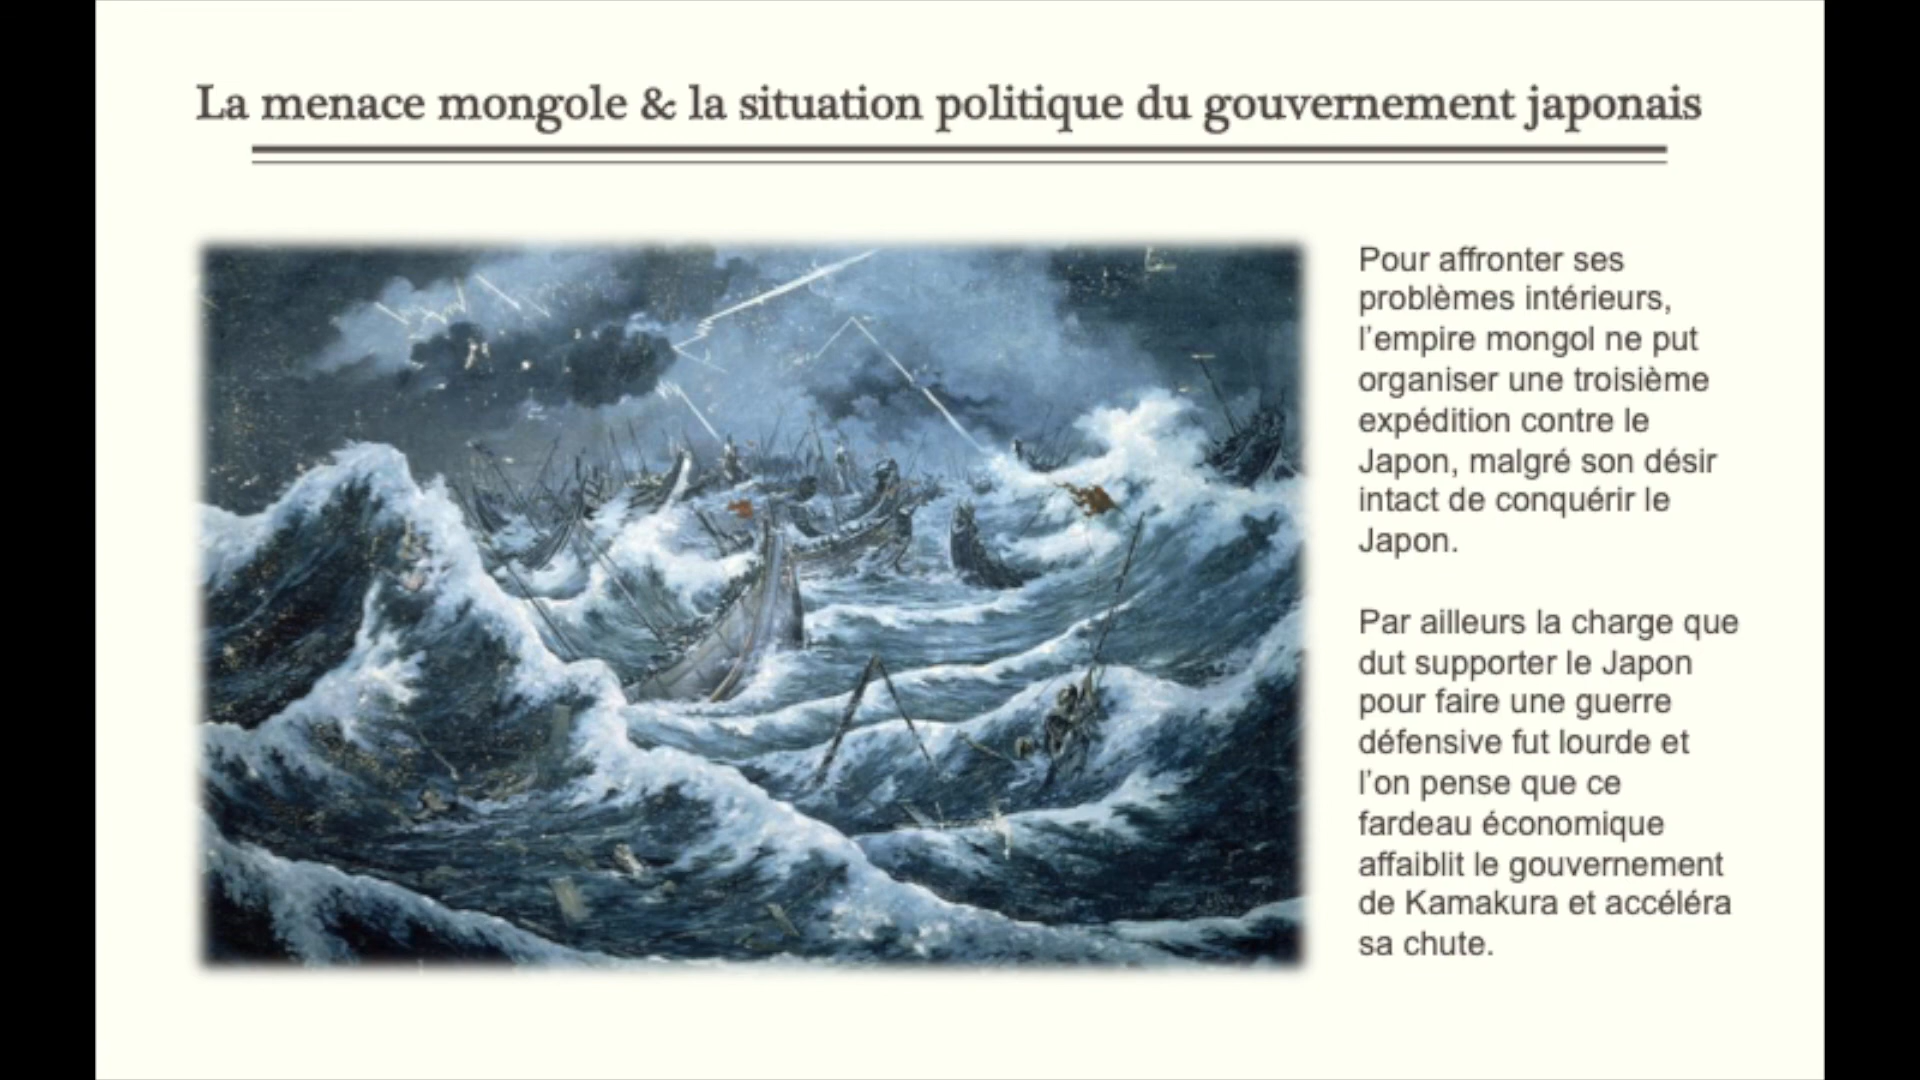 La menace mongole & la situation politique du gouvernement japonais
Pour affronter ses
problèmes intérieurs,
l'empire mongol ne put
organiser une troisième
expédition contre le
Japon, malgré son désir
intact de conquérir le
Japon.
Par ailleurs la charge que
dut supporter le Japon
pour faire une guerre
défensive fut lourde et
l'on pense que ce
fardeau économique
affaiblit le gouvernement
de Kamakura et accéléra
sa chute.